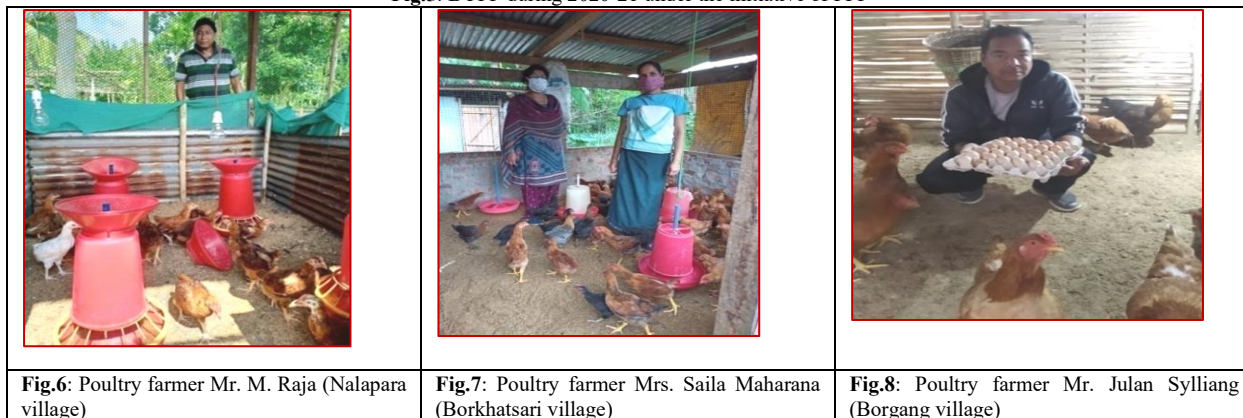 Fig.6: Poultry farmer Mr. M. Raja (Nalapara
village)
Fig.7: Poultry farmer Mrs. Saila Maharana
(Borkhatsari village)
Fig.8: Poultry farmer Mr. Julan Sylliang
(Borgang village)